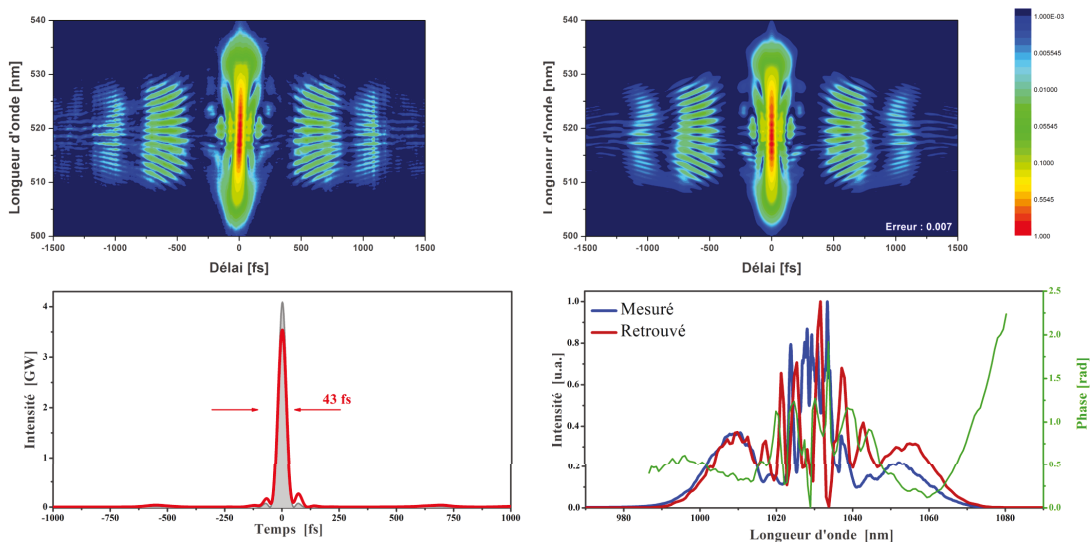 Longueur d'onde [nm]
540
530
520
510
500
-1500 -1000 -500 0 500 1000 1500
Délai [fs]
Longueur d'onde [nm]
540
530
520
510
500
Erreur : 0.007
-1500 -1000 -500 0 500 1000 1500
Délai [fs]
1.000E-03
0.005545
0.01000
0.05545
0.1000
0.5545
1.000
Intensité [GW]
4
3
2
1
0
43 fs
-1000 -750 -500 -250 0 250 500 750 1000
Temps [fs]
Intensité [u.a.]
1.0
0.8
0.6
0.4
0.2
0.0
Mesuré
Retrouvé
980 1000 1020 1040 1060 1080
Longueur d'onde [nm]
2.5
2.0
1.5
1.0
0.5
0.0
Phase [rad]